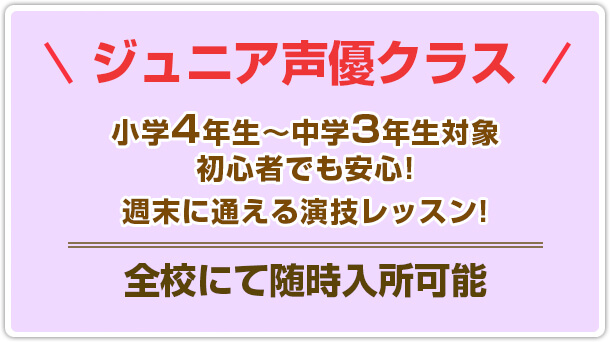 \ ジュニア声優クラス /
小学4年生～中学3年生対象
初心者でも安心!
週末に通える演技レッスン!
全校にて随時入所可能